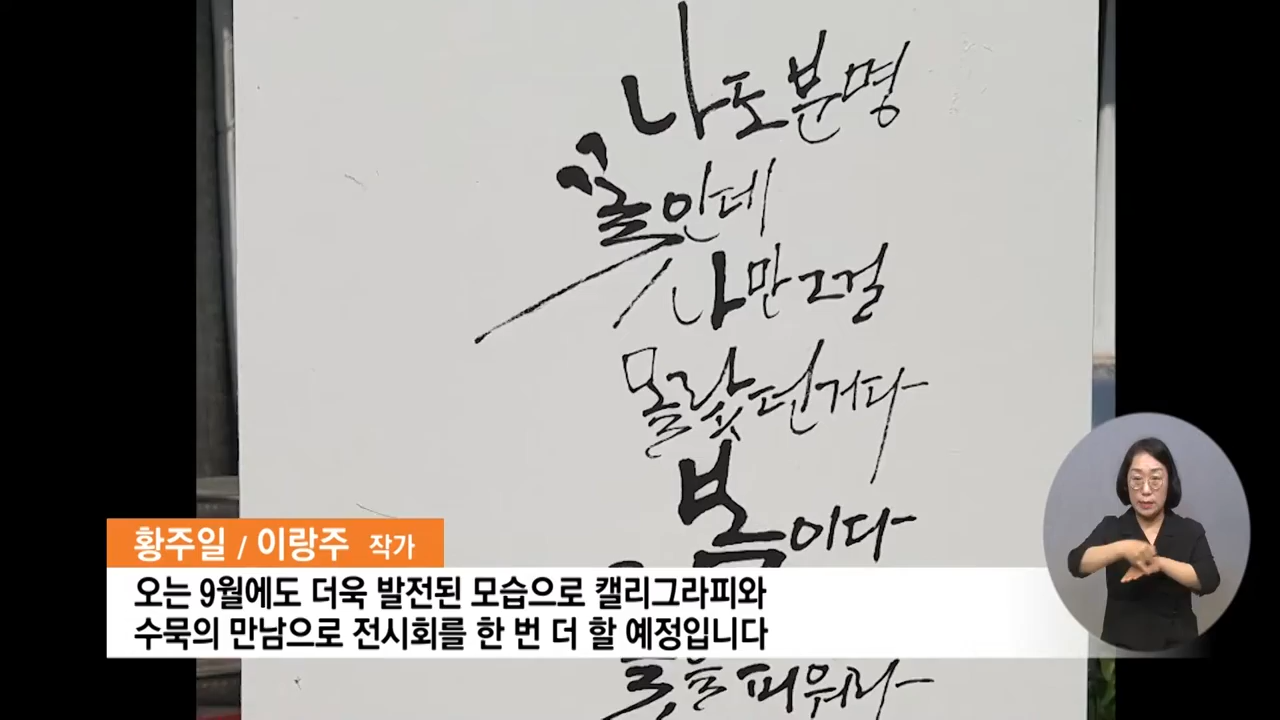 나도분명
꽃인데
나만그걸
몰랐던거다
봄이다
꽃을피워라
황주일 / 이랑주 작가
오는 9월에도 더욱 발전된 모습으로 캘리그라피와
수묵의 만남으로 전시회를 한 번 더 할 예정입니다